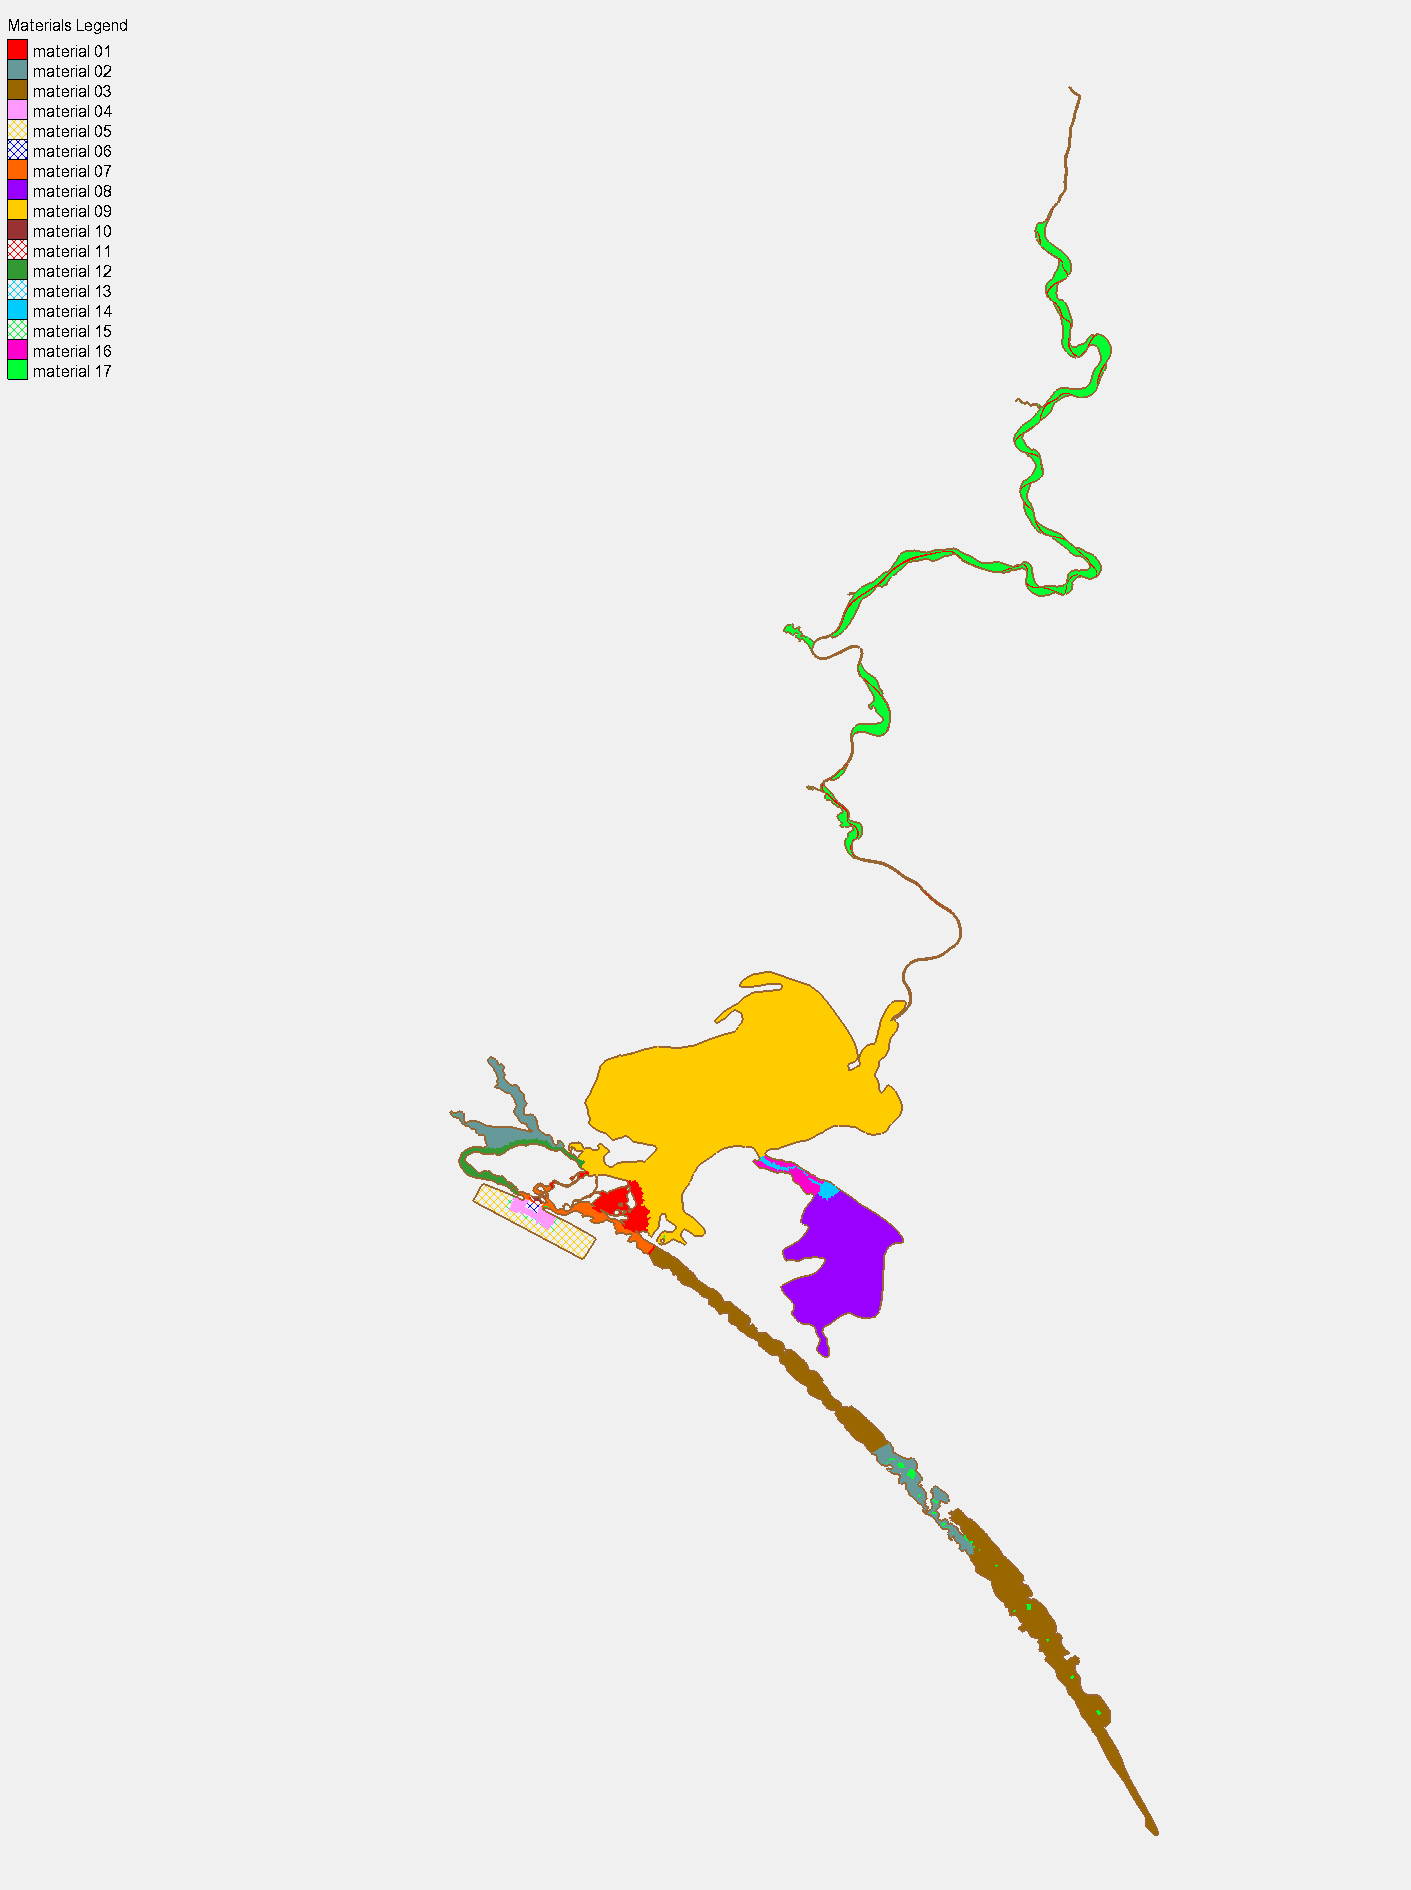 Materials Legend
material 01
material 02
material 03
material 04
material 05
material 06
material 07
material 08
material 09
material 10
material 11
material 12
material 13
material 14
material 15
material 16
material 17